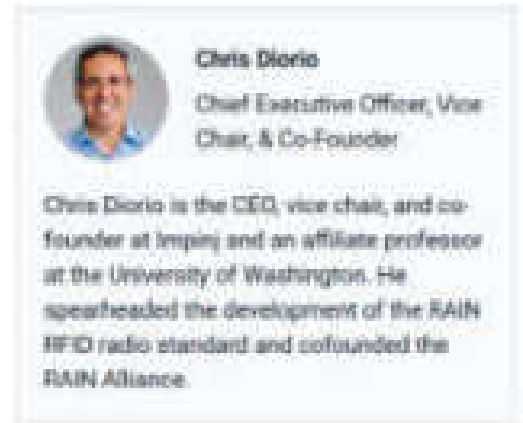 Chris Diorio
Chief Executive Officer, Vice
Chair, & Co-Founder
Chris Diorio is the CEO, vice chair, and co-
founder at Impinj and an affiliate professor
at the University of Washington. He
spearheaded the development of the RAIN
RFID radio standard and cofounded the
RAIN Alliance.